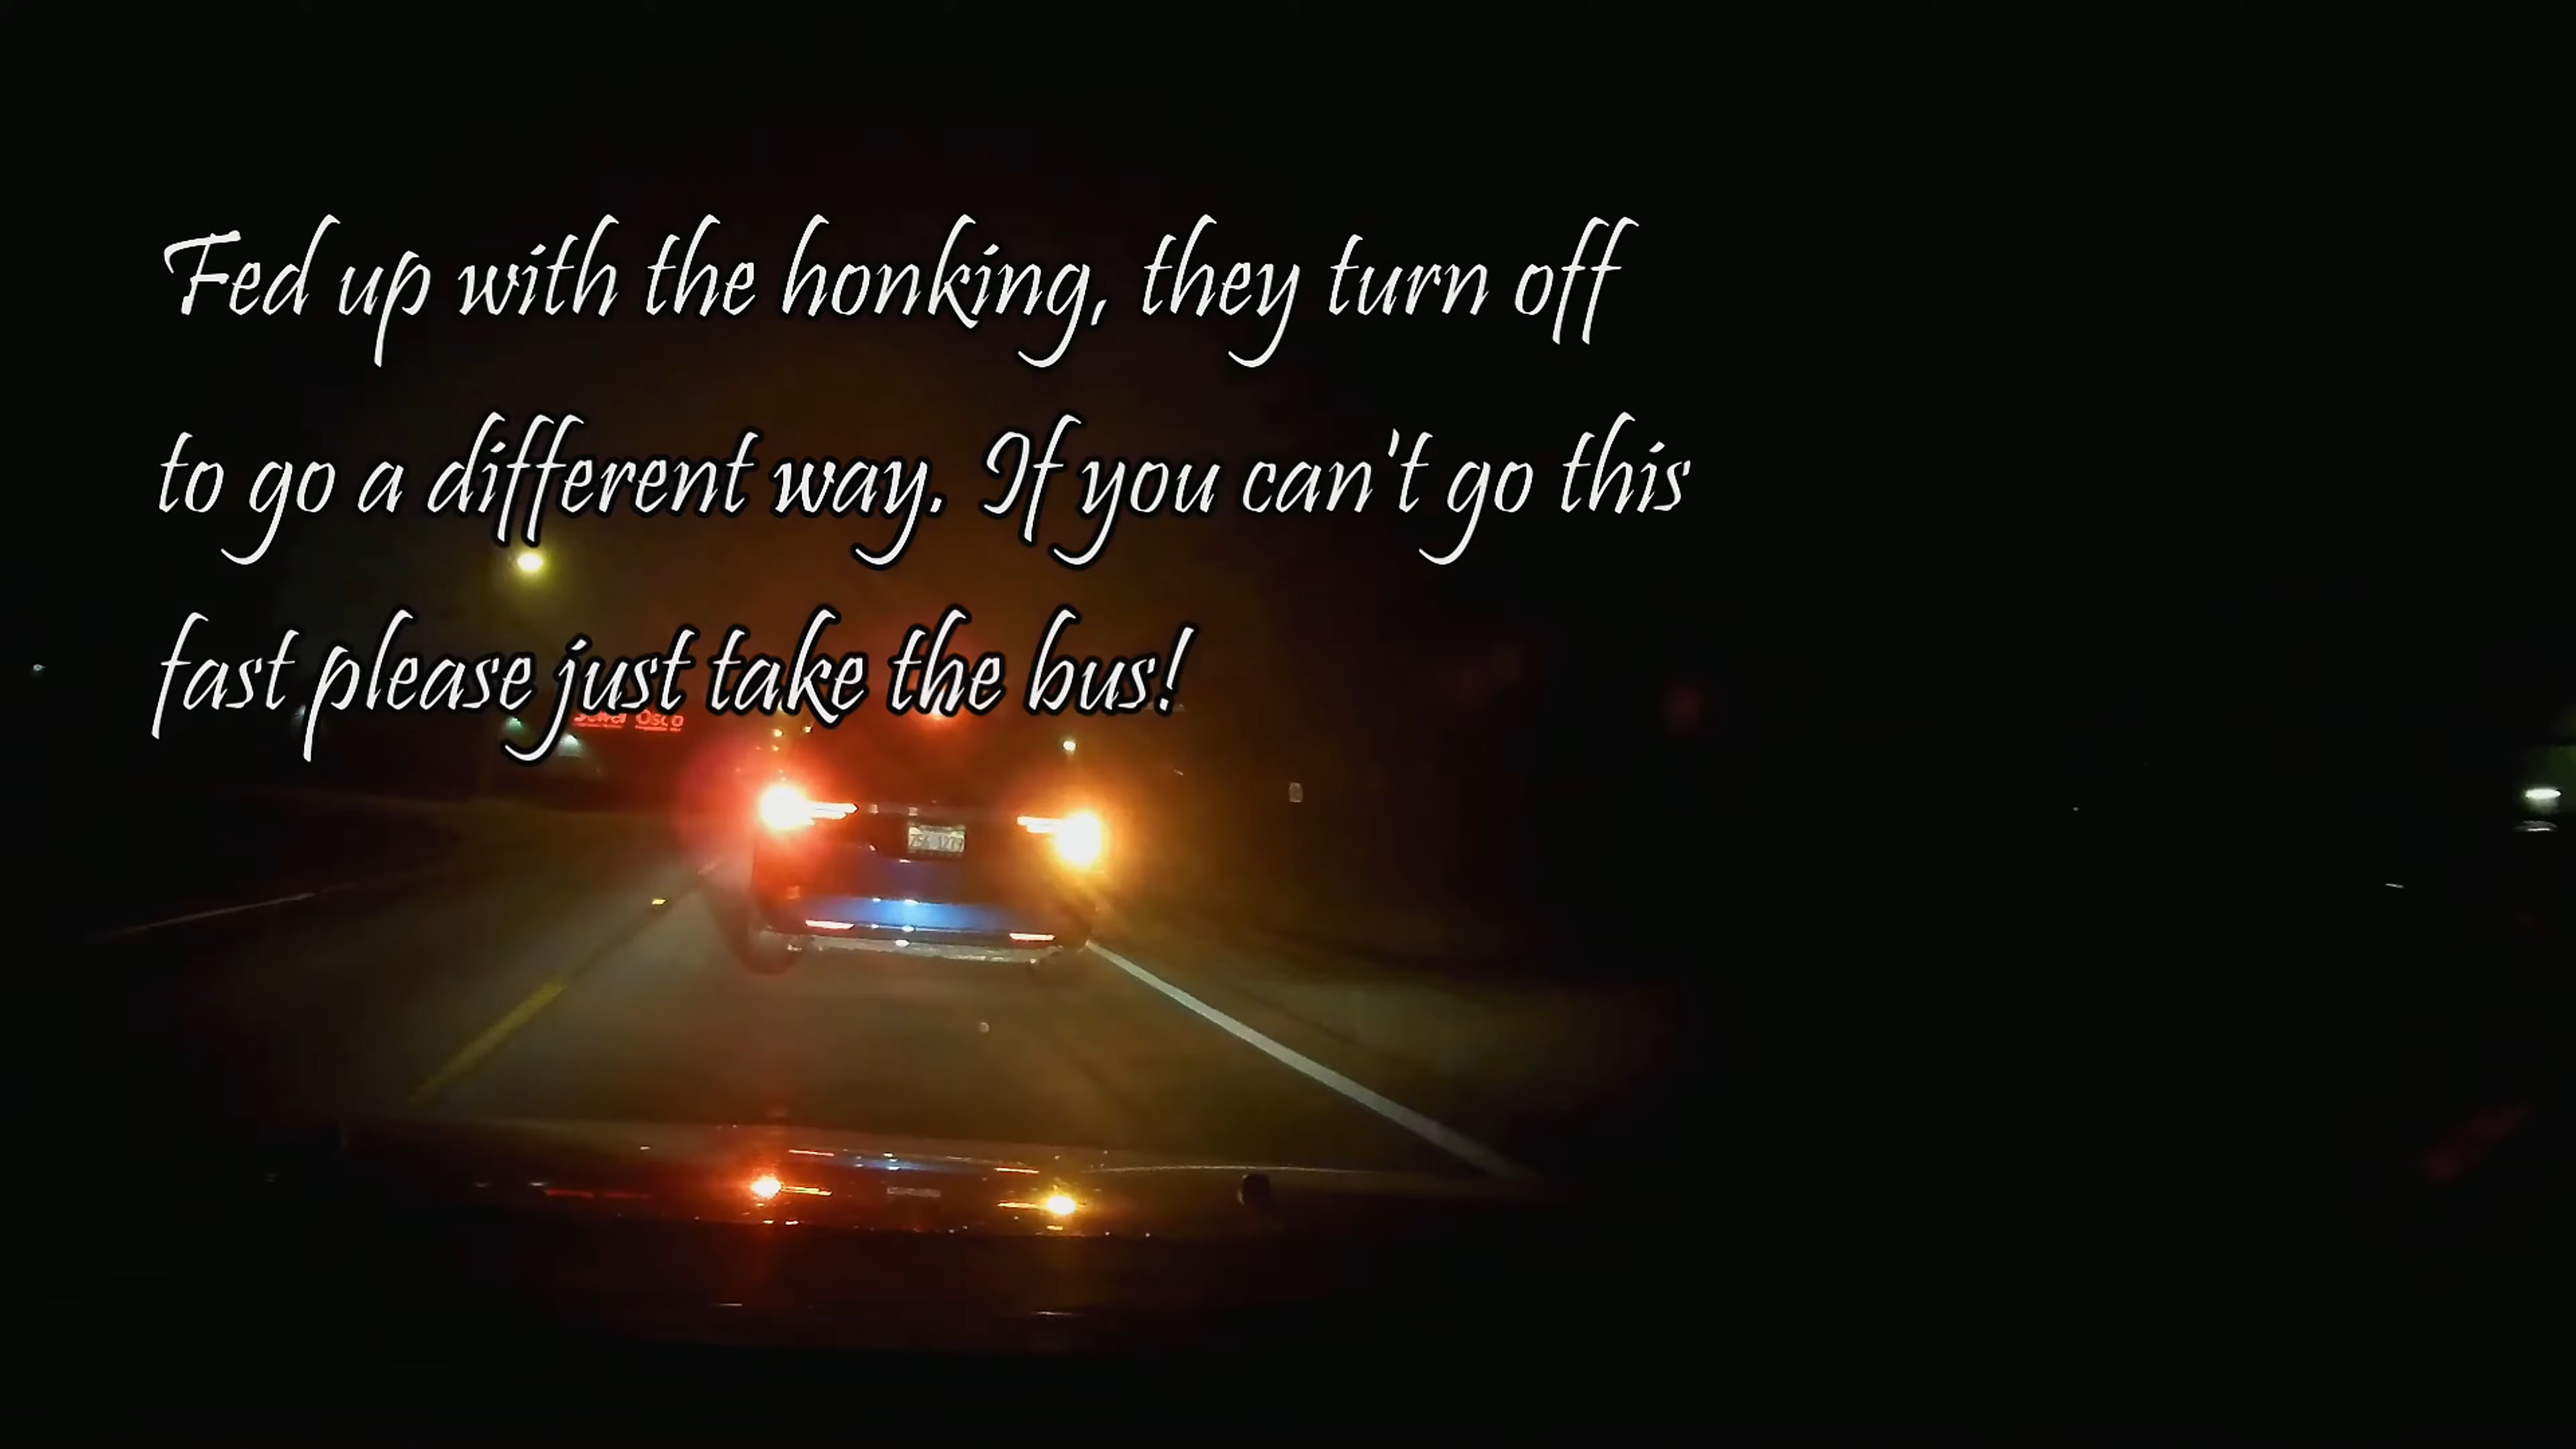 Fed up with the honking, they turn off
to go a different way. If you can't go this
fast please just take the bus!
Osco